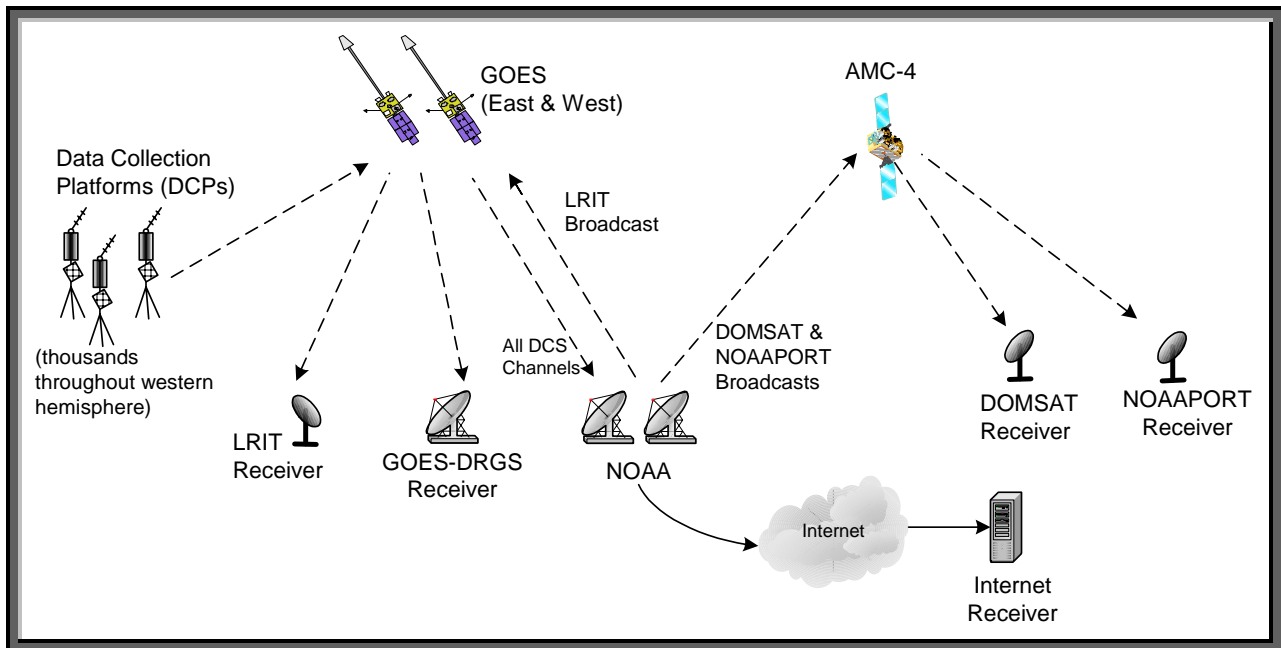 GOES
(East & West)
AMC-4
Data Collection
Platforms (DCPs)
LRIT
Broadcast
(thousands
throughout western
hemisphere)
All DCS
Channels
DOMSAT &
NOAAPORT
Broadcasts
LRIT
Receiver
GOES-DRGS
Receiver
NOAA
DOMSAT
Receiver
NOAAPORT
Receiver
Internet
Internet
Receiver